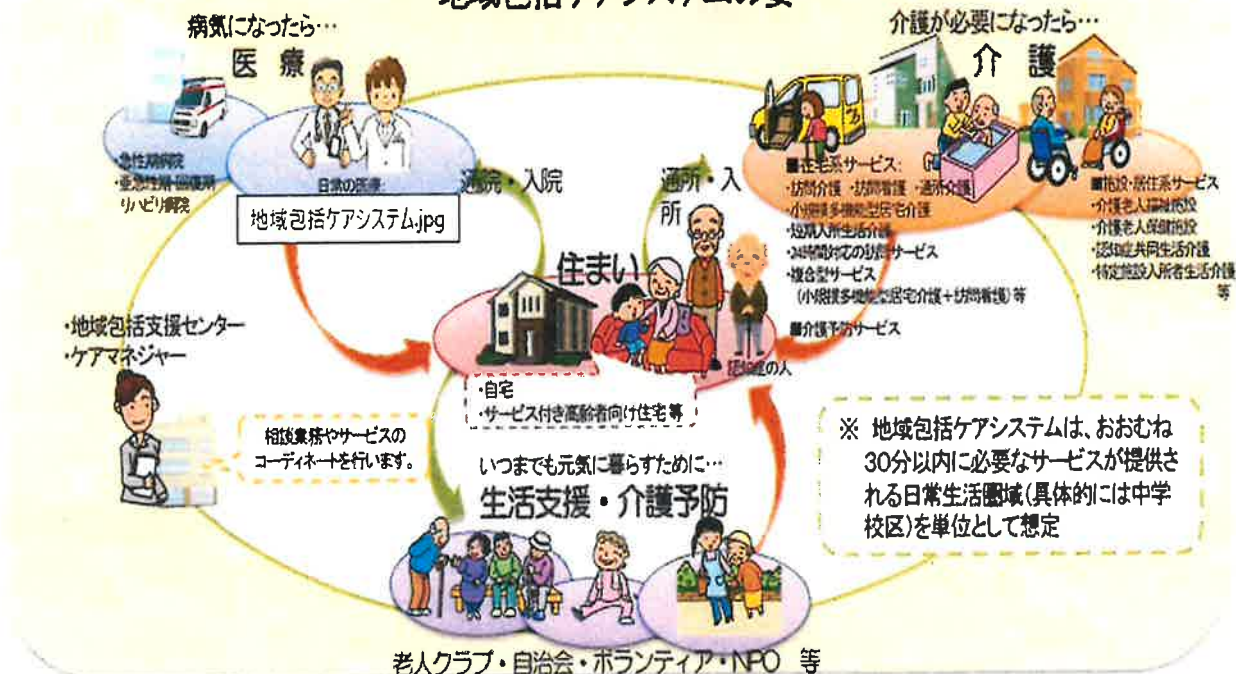 病気になったら…
医 療
介護が必要になったら…
介 護
・急性期病院
・亜急性期・回復期
リハビリ病院
日常の医療:
地域包括ケアシステム.jpg
通院・入院
通所・入
所
■在宅系サービス:
・訪問介護 ・訪問看護 ・通所介護
・小規模多機能型居宅介護
・短期入所生活介護
・24時間対応の訪問サービス
・複合型サービス
(小規模多機能型居宅介護+訪問看護)等
■介護予防サービス
■施設・居住系サービス
・介護老人福祉施設
・介護老人保健施設
・認知症共同生活介護
・特定施設入所者生活介護
等
住まい
認知症の人
・自宅
・サービス付き高齢者向け住宅等
・地域包括支援センター
・ケアマネジャー
相談業務やサービスの
コーディネートを行います。
いつまでも元気に暮らすために…
生活支援・介護予防
※ 地域包括ケアシステムは、おおむね
30分以内に必要なサービスが提供さ
れる日常生活圏域(具体的には中学
校区)を単位として想定
老人クラブ・自治会・ボランティア・NPO 等